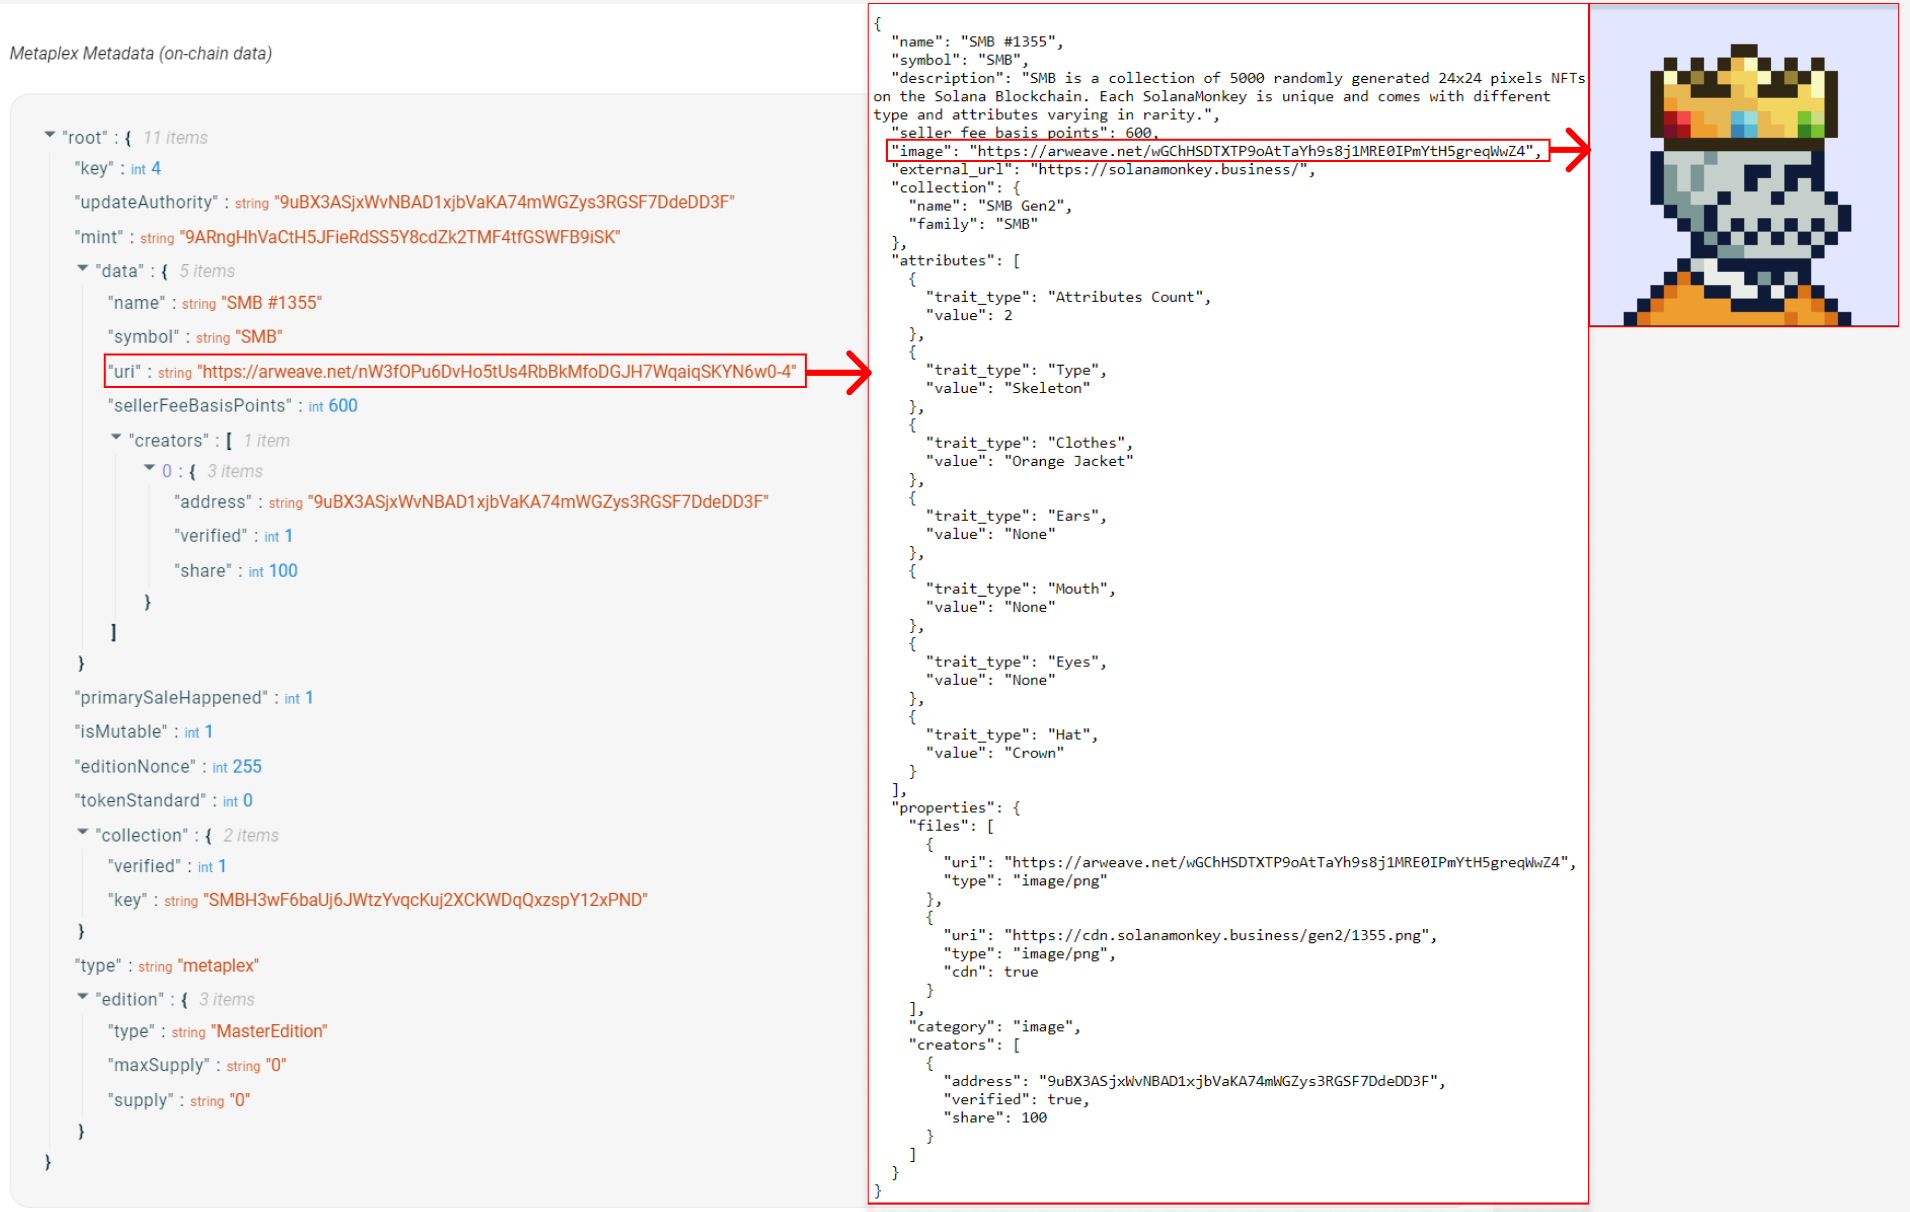 Metaplex Metadata (on-chain data)
"root" : { 11 items
"key" : int 4
"updateAuthority" : string "9uBX3ASjxWvNBAD1xjbVaKA74mWGZys3RGSF7DdeDD3F"
"mint" : string "9ARngHhVaCtH5JFieRdSS5Y8cdZk2TMF4tfGSWFB9iSK"
"data" : { 5 items
"name" : string "SMB #1355"
"symbol" : string "SMB"
"uri" : string "https://arweave.net/nW3fOPu6DvHo5tUs4RbBkMfoDGJH7WqaiqSKYN6w0-4"
"sellerFeeBasisPoints" : int 600
"creators" : [ 1 item
0 : { 3 items
"address" : string "9uBX3ASjxWvNBAD1xjbVaKA74mWGZys3RGSF7DdeDD3F"
"verified" : int 1
"share" : int 100
}
]
}
"primarySaleHappened" : int 1
"isMutable" : int 1
"editionNonce" : int 255
"tokenStandard" : int 0
"collection" : { 2 items
"verified" : int 1
"key" : string "SMBH3wF6baUj6JWtzYvqcKuj2XCKWDqQxzspY12xPND"
}
"type" : string "metaplex"
"edition" : { 3 items
"type" : string "MasterEdition"
"maxSupply" : string "0"
"supply" : string "0"
}
}
{
"name": "SMB #1355",
"symbol": "SMB",
"description": "SMB is a collection of 5000 randomly generated 24x24 pixels NFTs
on the Solana Blockchain. Each SolanaMonkey is unique and comes with different
type and attributes varying in rarity.",
"seller_fee_basis_points": 600,
"image": "https://arweave.net/wGChHSDTXTP9oAtTaYh9s8j1MRE0IPmYtH5greqWwZ4",
"external_url": "https://solanamonkey.business/",
"collection": {
"name": "SMB Gen2",
"family": "SMB"
},
"attributes": [
{
"trait_type": "Attributes Count",
"value": 2
},
{
"trait_type": "Type",
"value": "Skeleton"
},
{
"trait_type": "Clothes",
"value": "Orange Jacket"
},
{
"trait_type": "Ears",
"value": "None"
},
{
"trait_type": "Mouth",
"value": "None"
},
{
"trait_type": "Eyes",
"value": "None"
},
{
"trait_type": "Hat",
"value": "Crown"
}
],
"properties": {
"files": [
{
"uri": "https://arweave.net/wGChHSDTXTP9oAtTaYh9s8j1MRE0IPmYtH5greqWwZ4",
"type": "image/png"
},
{
"uri": "https://cdn.solanamonkey.business/gen2/1355.png",
"type": "image/png",
"cdn": true
}
],
"category": "image",
"creators": [
{
"address": "9uBX3ASjxWvNBAD1xjbVaKA74mWGZys3RGSF7DdeDD3F",
"verified": true,
"share": 100
}
]
}
}